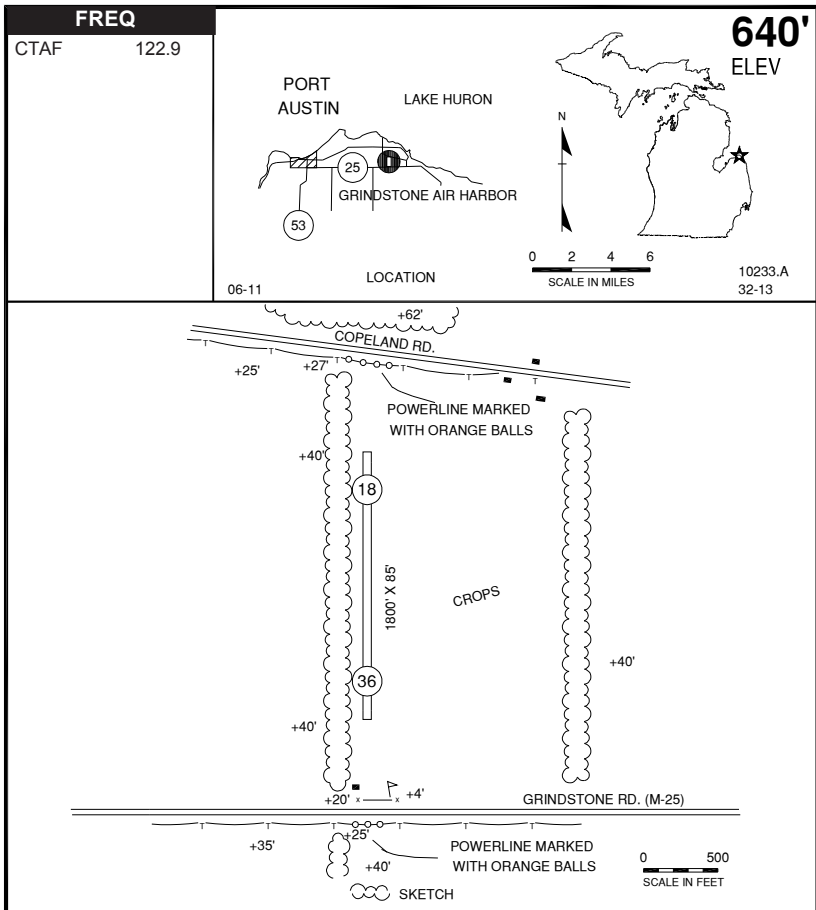 FREQ
CTAF 122.9
640'
ELEV
PORT
AUSTIN
LAKE HURON
N
25
GRINDSTONE AIR HARBOR
53
0 2 4 6
SCALE IN MILES
LOCATION
06-11
10233.A
32-13
+62'
COPELAND RD.
T T T T T T
+25'
+27'
POWERLINE MARKED
WITH ORANGE BALLS
+40'
18
1800' X 85'
CROPS
36
+40'
+40'
+20' x x +4'
GRINDSTONE RD. (M-25)
T T T T T
+25'
+35'
POWERLINE MARKED
WITH ORANGE BALLS
+40'
0 500
SCALE IN FEET
SKETCH